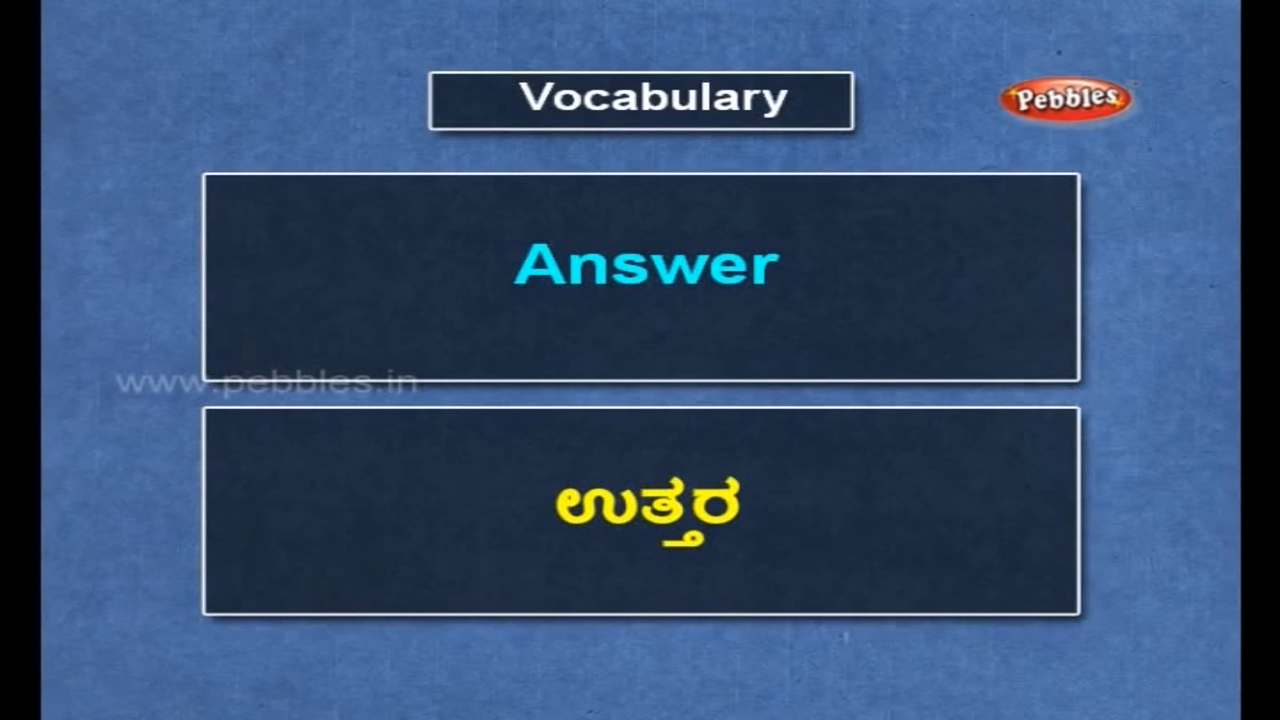 Vocabulary
Pebbles
Answer
www.pebbles.in
ಉತ್ತರ